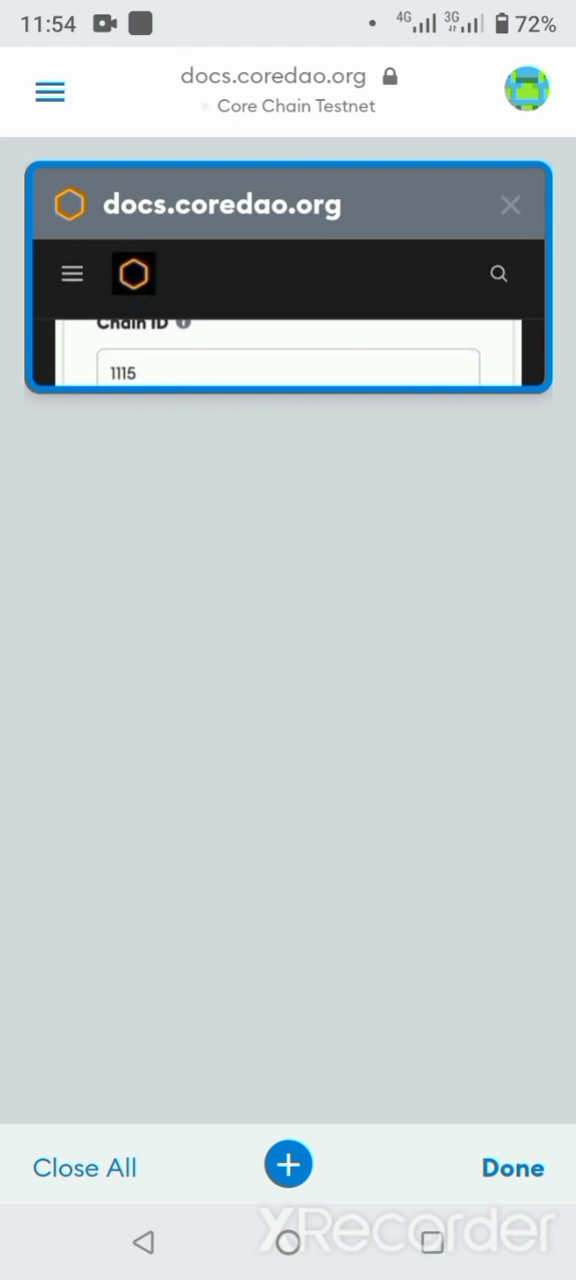 11:54
4G 3G 72%
docs.coredao.org
Core Chain Testnet
docs.coredao.org
Chain ID
1115
Close All
Done
XRecorder